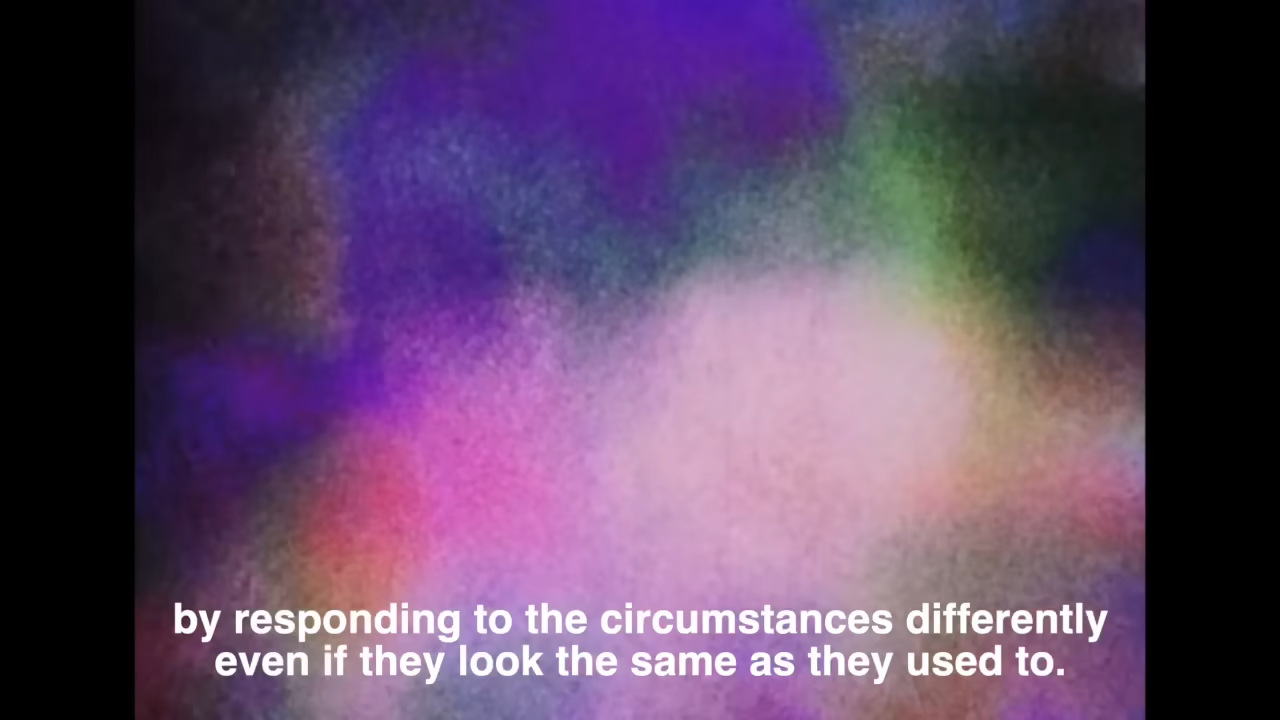 by responding to the circumstances differently
even if they look the same as they used to.